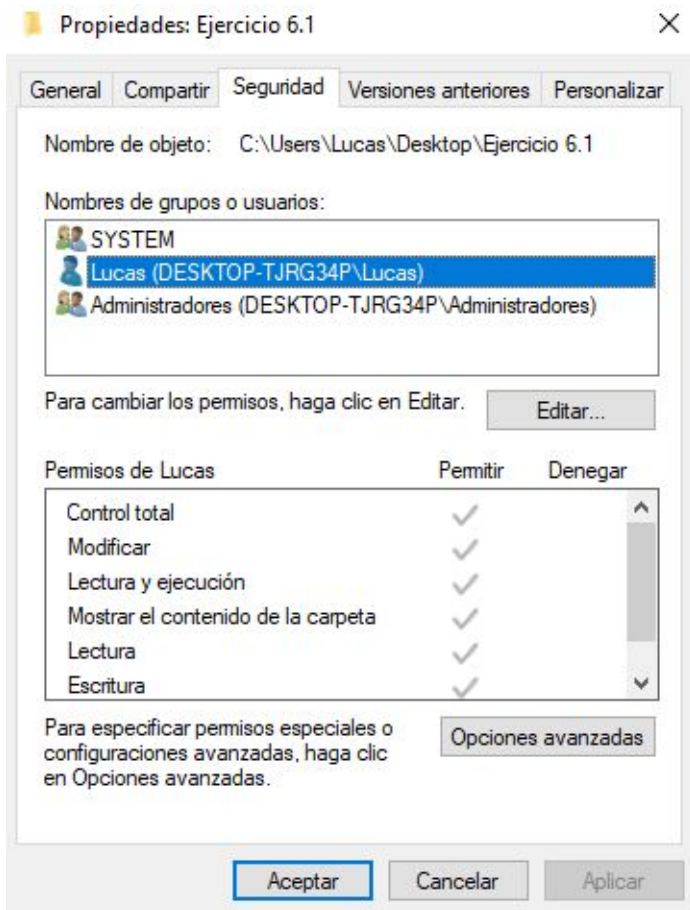 Propiedades: Ejercicio 6.1
General Compartir Seguridad Versiones anteriores Personalizar
Nombre de objeto: C:\Users\Lucas\Desktop\Ejercicio 6.1
Nombres de grupos o usuarios:
SYSTEM
Lucas (DESKTOP-TJRG34P\Lucas)
Administradores (DESKTOP-TJRG34P\Administradores)
Para cambiar los permisos, haga clic en Editar. Editar...
Permisos de Lucas Permitir Denegar
Control total
Modificar
Lectura y ejecución
Mostrar el contenido de la carpeta
Lectura
Escritura
Para especificar permisos especiales o
configuraciones avanzadas, haga clic
en Opciones avanzadas.
Opciones avanzadas
Aceptar Cancelar Aplicar